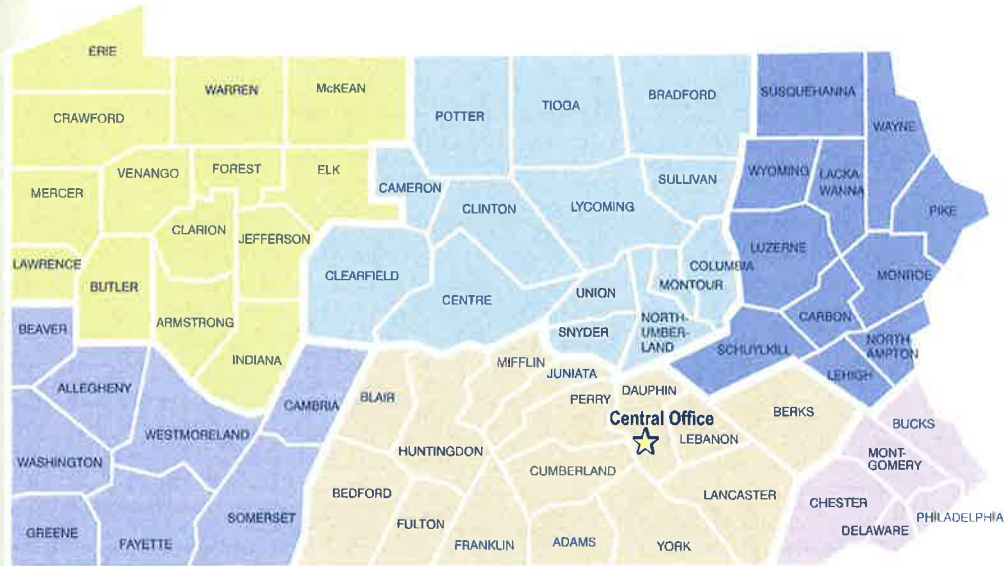 ERIE
WARREN
McKEAN
CRAWFORD
POTTER
TIOGA
BRADFORD
SUSQUEHANNA
WAYNE
MERCER
VENANGO
FOREST
ELK
CAMERON
CLINTON
LYCOMING
SULLIVAN
WYOMING
LACKA-
WANNA
PIKE
CLARION
JEFFERSON
LAWRENCE
BUTLER
CLEARFIELD
CENTRE
UNION
MONTOUR
COLUMBIA
LUZERNE
MONROE
BEAVER
ARMSTRONG
INDIANA
SNYDER
NORTH-
UMBER-
LAND
SCHUYLKILL
CARBON
NORTH
AMPTON
LEHIGH
ALLEGHENY
CAMBRIA
BLAIR
MIFFLIN
JUNIATA
PERRY
DAUPHIN
Central Office
LEBANON
BERKS
BUCKS
WESTMORELAND
WASHINGTON
HUNTINGDON
CUMBERLAND
MONT-
GOMERY
BEDFORD
LANCASTER
CHESTER
GREENE
FAYETTE
SOMERSET
FULTON
FRANKLIN
ADAMS
YORK
DELAWARE
PHILADELPHIA